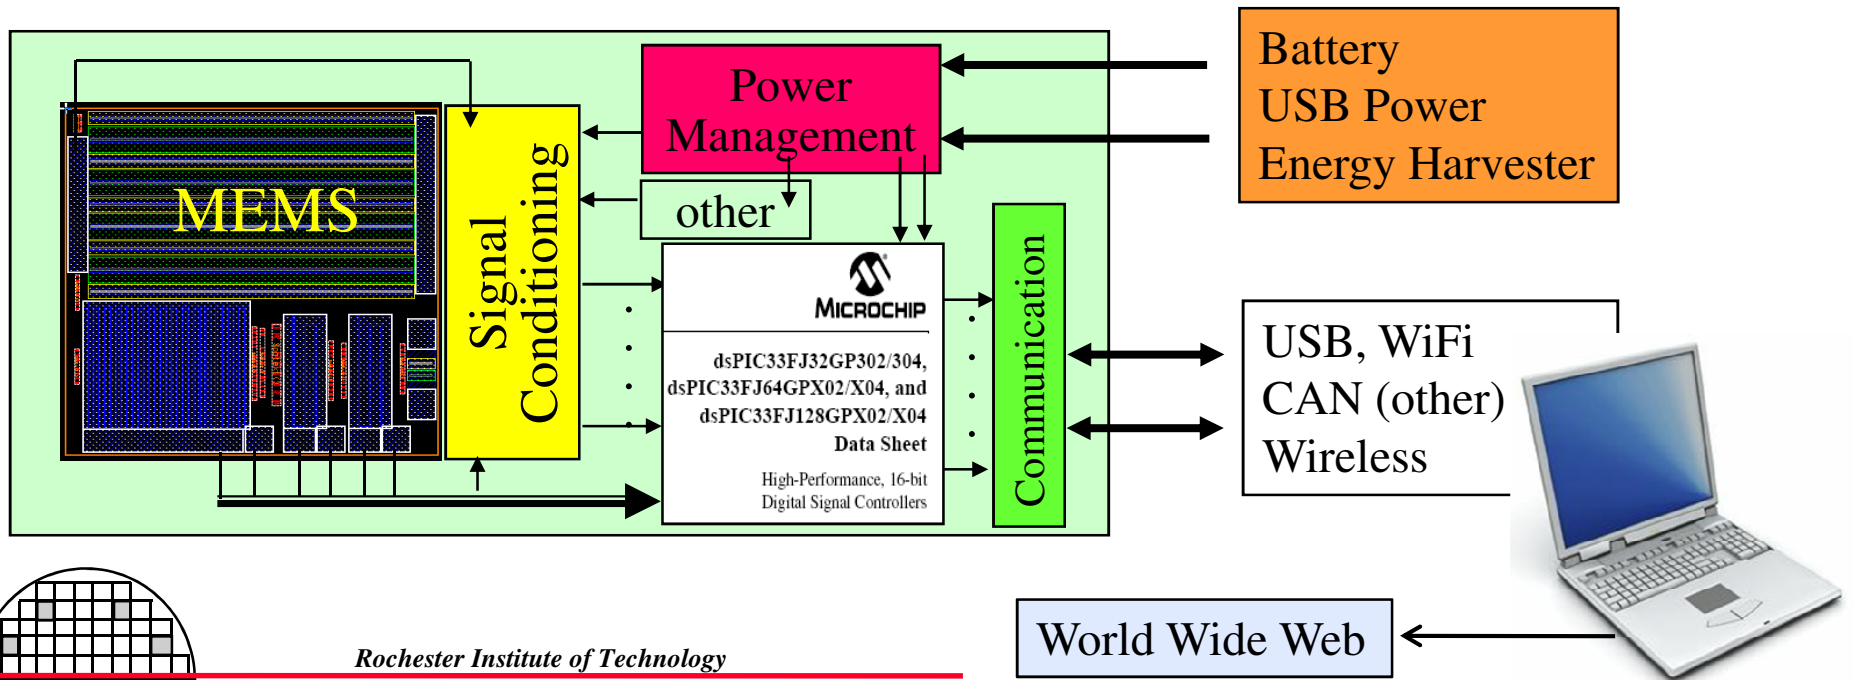 Power
Management
Battery
USB Power
Energy Harvester
MEMS
Signal
Conditioning
other
MICROCHIP
dsPIC33FJ32GP302/304,
dsPIC33FJ64GPX02/X04, and
dsPIC33FJ128GPX02/X04
Data Sheet
High-Performance, 16-bit
Digital Signal Controllers
Communication
USB, WiFi
CAN (other)
Wireless
World Wide Web
Rochester Institute of Technology